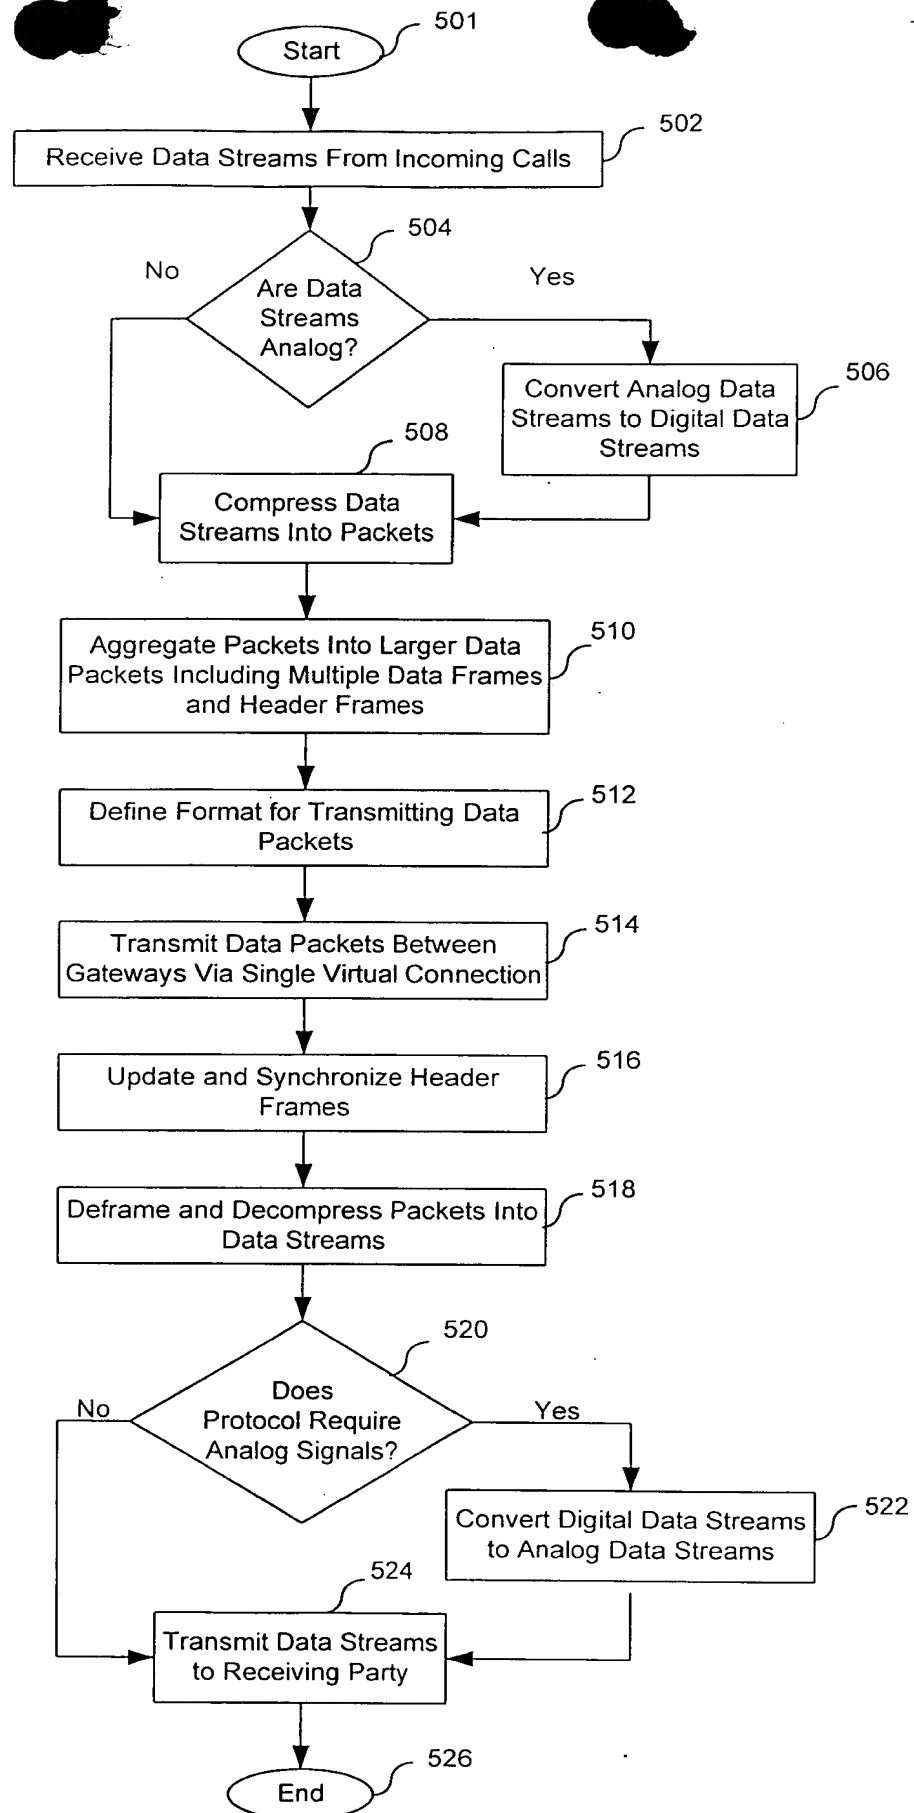 501
Start
502
Receive Data Streams From Incoming Calls
504
No
Yes
Are Data
Streams
Analog?
506
Convert Analog Data
Streams to Digital Data
Streams
508
Compress Data
Streams Into Packets
510
Aggregate Packets Into Larger Data
Packets Including Multiple Data Frames
and Header Frames
512
Define Format for Transmitting Data
Packets
514
Transmit Data Packets Between
Gateways Via Single Virtual Connection
516
Update and Synchronize Header
Frames
518
Deframe and Decompress Packets Into
Data Streams
520
No
Yes
Does
Protocol Require
Analog Signals?
522
Convert Digital Data Streams
to Analog Data Streams
524
Transmit Data Streams
to Receiving Party
526
End